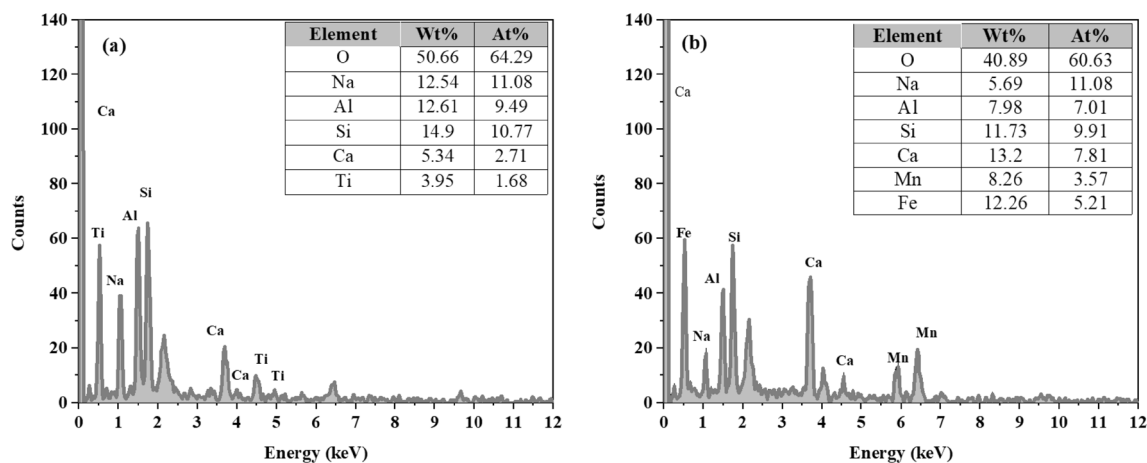 (a)
Element Wt% At%
O 50.66 64.29
Na 12.54 11.08
Al 12.61 9.49
Si 14.9 10.77
Ca 5.34 2.71
Ti 3.95 1.68
140
120
100
80
60
40
20
0
Counts
Ca
Ti
Na
Al
Si
Ca
Ca
Ti
Ti
0 1 2 3 4 5 6 7 8 9 10 11 12
Energy (keV)
(b)
Element Wt% At%
O 40.89 60.63
Na 5.69 11.08
Al 7.98 7.01
Si 11.73 9.91
Ca 13.2 7.81
Mn 8.26 3.57
Fe 12.26 5.21
140
120
100
80
60
40
20
0
Counts
Ca
Fe
Na
Al
Si
Ca
Ca
Mn
Mn
0 1 2 3 4 5 6 7 8 9 10 11 12
Energy (keV)